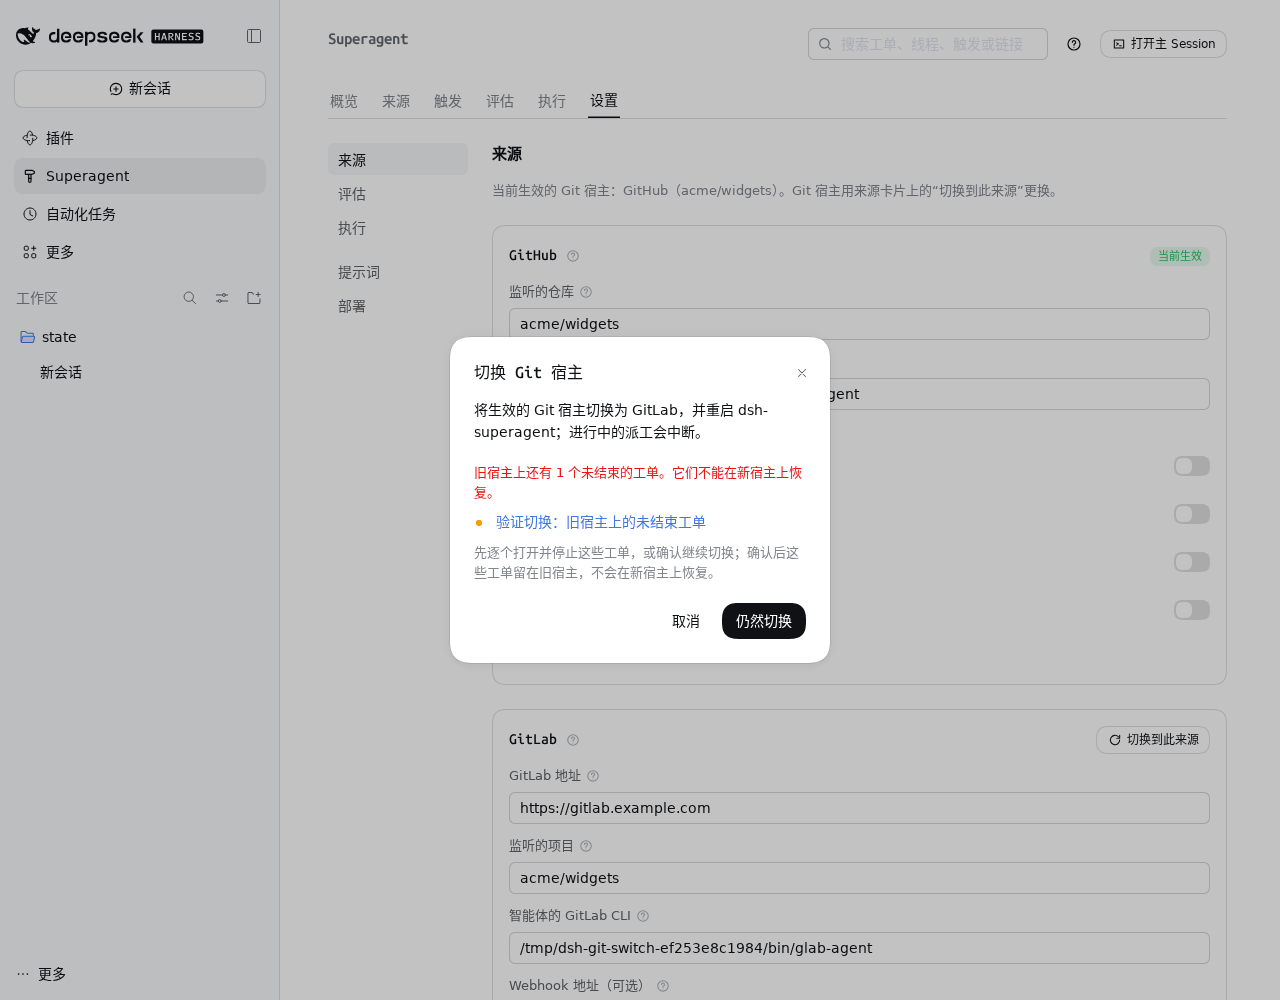 deepseek HARNESS
新会话
插件
Superagent
自动化任务
更多
工作区
state
新会话
更多
Superagent
搜索工单、线程、触发或链接
打开主 Session
概览 来源 触发 评估 执行 设置
来源
评估
执行
提示词
部署
来源
当前生效的 Git 宿主：GitHub（acme/widgets）。Git 宿主用来源卡片上的“切换到此来源”更换。
GitHub
当前生效
监听的仓库
acme/widgets
gent
切换 Git 宿主
将生效的 Git 宿主切换为 GitLab，并重启 dsh-
superagent；进行中的派工会中断。
旧宿主上还有 1 个未结束的工单。它们不能在新宿主上恢
复。
验证切换：旧宿主上的未结束工单
先逐个打开并停止这些工单，或确认继续切换；确认后这
些工单留在旧宿主，不会在新宿主上恢复。
取消
仍然切换
GitLab
切换到此来源
GitLab 地址
https://gitlab.example.com
监听的项目
acme/widgets
智能体的 GitLab CLI
/tmp/dsh-git-switch-ef253e8c1984/bin/glab-agent
Webhook 地址（可选）